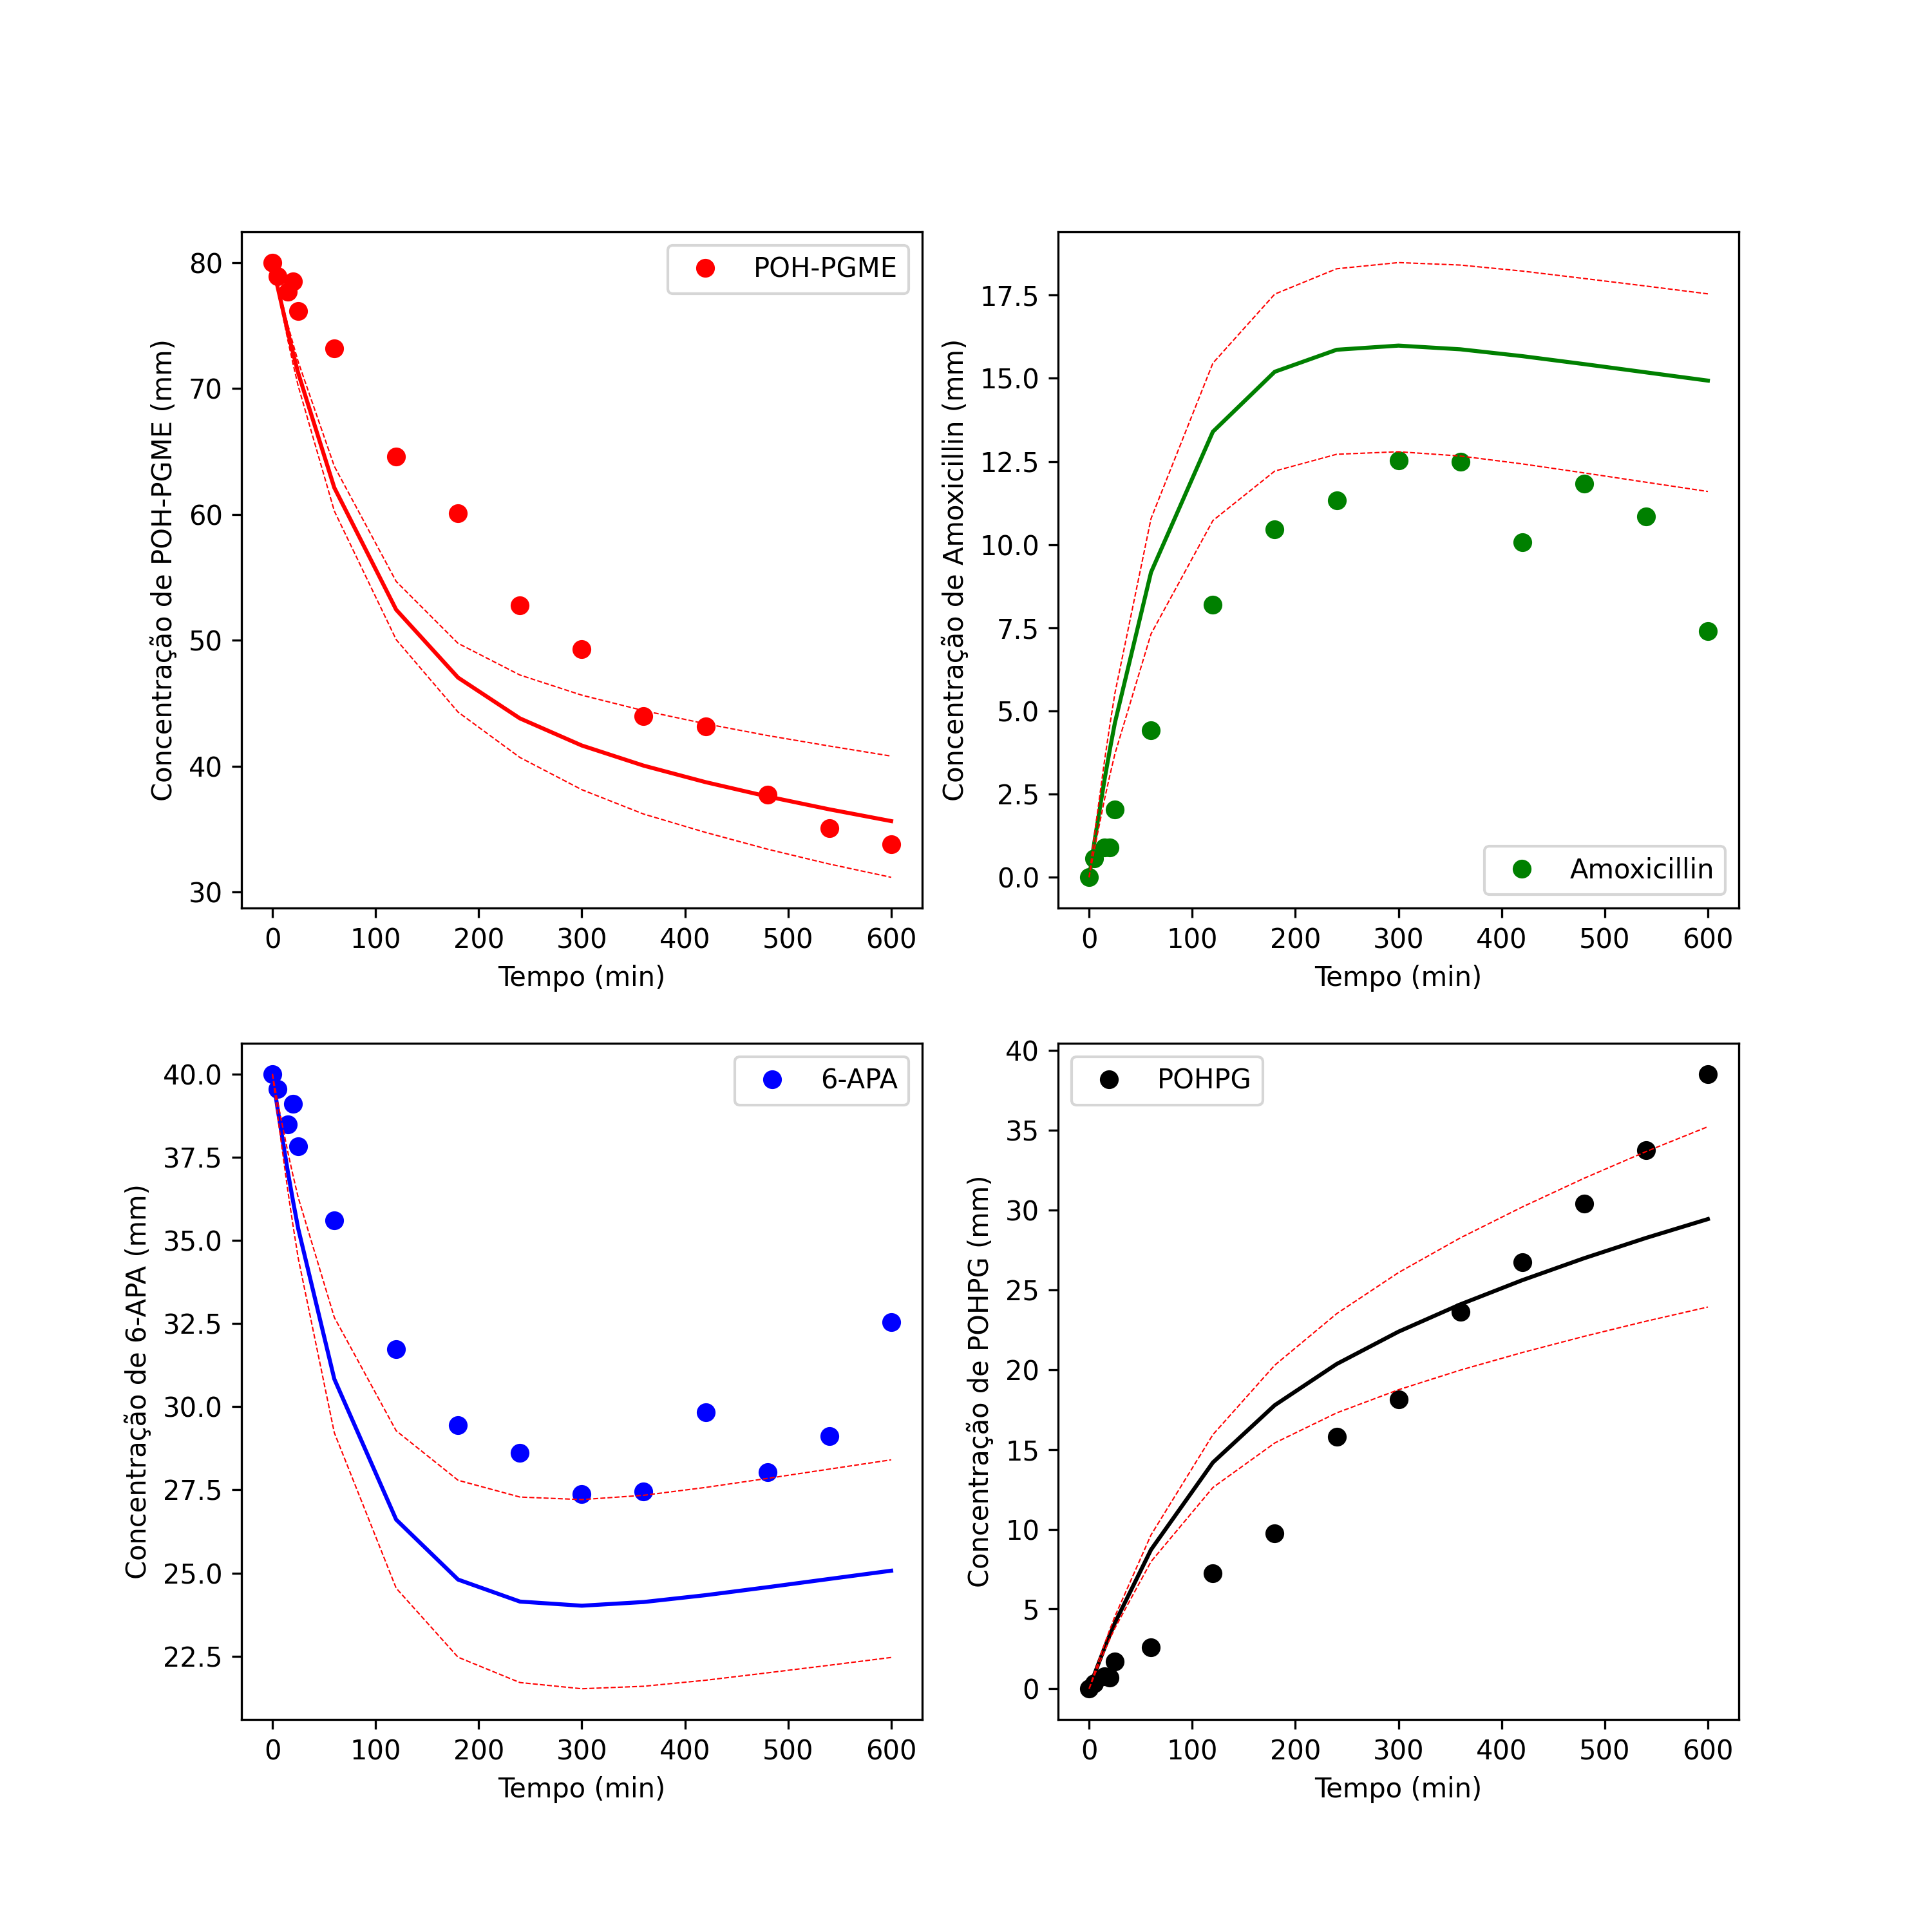 POH-PGME
Concentração de POH-PGME (mm)
80
70
60
50
40
30
0 100 200 300 400 500 600
Tempo (min)
Amoxicillin
Concentração de Amoxicillin (mm)
17.5
15.0
12.5
10.0
7.5
5.0
2.5
0.0
0 100 200 300 400 500 600
Tempo (min)
6-APA
Concentração de 6-APA (mm)
40.0
37.5
35.0
32.5
30.0
27.5
25.0
22.5
0 100 200 300 400 500 600
Tempo (min)
POHPG
Concentração de POHPG (mm)
40
35
30
25
20
15
10
5
0
0 100 200 300 400 500 600
Tempo (min)